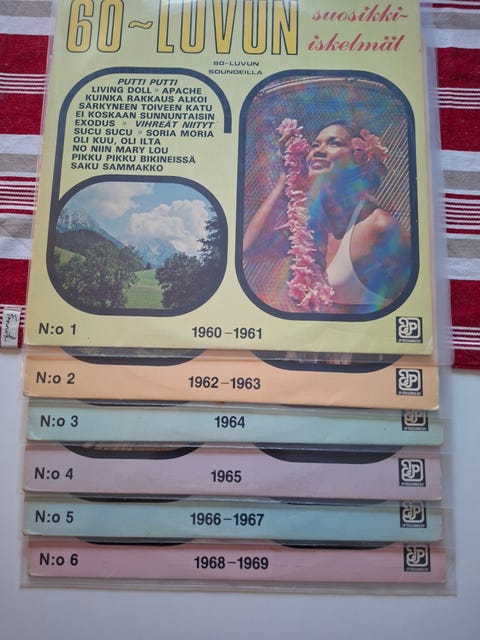 60~LUVUN
suosikki-
iskelmät
80-LUVUN
SOUNDEILLA
PUTTI PUTTI
LIVING DOLL * APACHE
KUINKA RAKKAUS ALKOI
SÄRKYNEEN TOIVEEN KATU
EI KOSKAAN SUNNUNTAISIN
EXODUS * VIHREÄT NIITYT
SUCU SUCU * SORIA MORIA
OLI KUU, OLI ILTA
NO NIIN MARY LOU
PIKKU PIKKU BIKINEISSÄ
SAKU SAMMAKKO
N:o 1 1960-1961
N:o 2 1962-1963
N:o 3 1964
N:o 4 1965
N:o 5 1966-1967
N:o 6 1968-1969